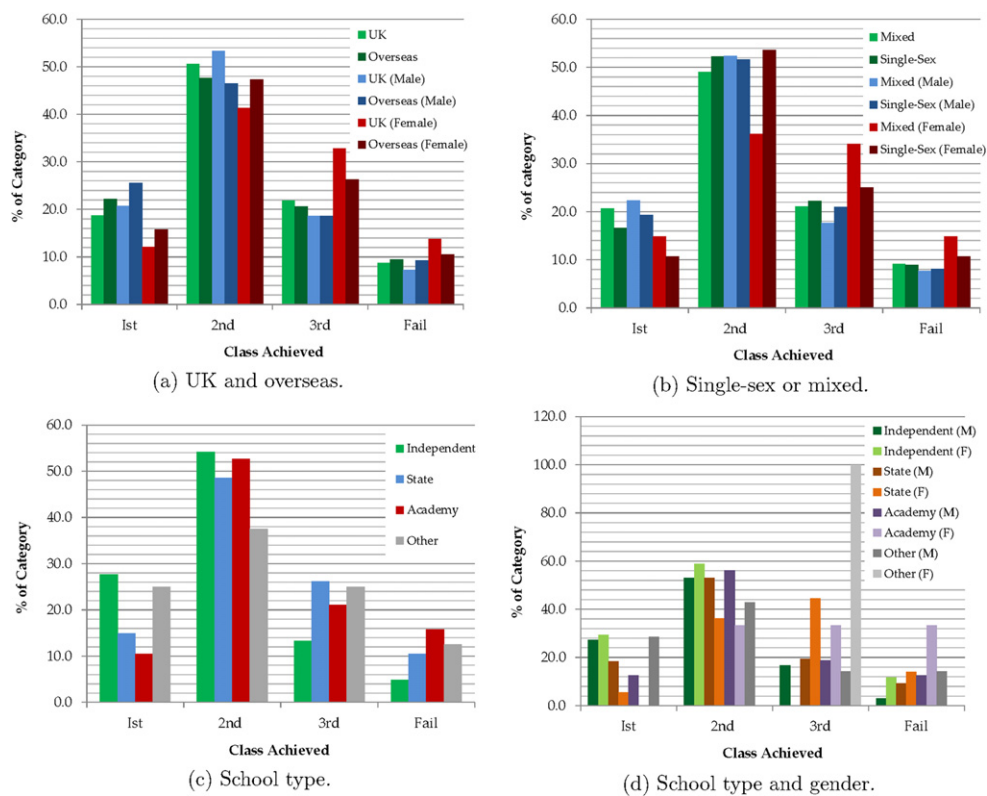 60.0
50.0
40.0
30.0
20.0
10.0
0.0
% of Category
Ist
2nd
3rd
Fail
Class Achieved
UK
Overseas
UK (Male)
Overseas (Male)
UK (Female)
Overseas (Female)
(a) UK and overseas.
60.0
50.0
40.0
30.0
20.0
10.0
0.0
% of category
Ist
2nd
3rd
Fail
Class Achieved
Mixed
Single-Sex
Mixed (Male)
Single-Sex (Male)
Mixed (Female)
Single-Sex (Female)
(b) Single-sex or mixed.
60.0
50.0
40.0
30.0
20.0
10.0
0.0
% of Category
Ist
2nd
3rd
Fail
Class Achieved
Independent
State
Academy
Other
(c) School type.
120.0
100.0
80.0
60.0
40.0
20.0
0.0
% of Category
Ist
2nd
3rd
Fail
Class Achieved
Independent (M)
Independent (F)
State (M)
State (F)
Academy (M)
Academy (F)
Other (M)
Other (F)
(d) School type and gender.